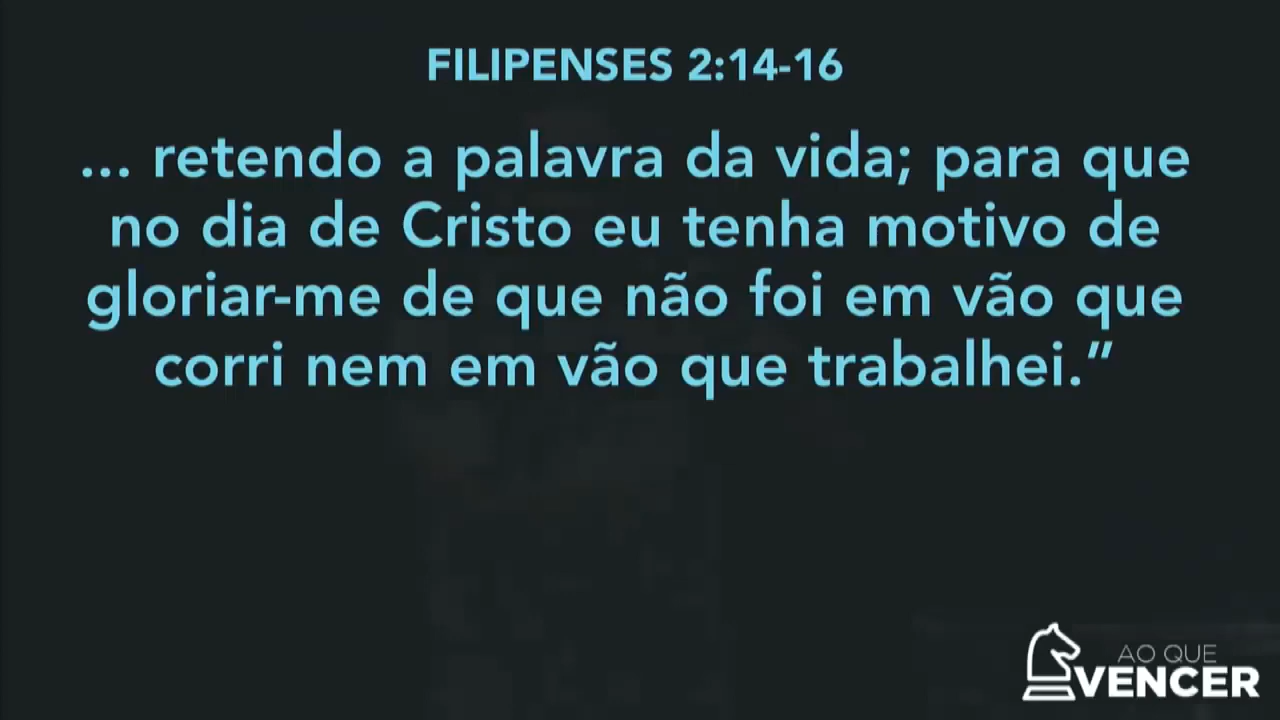 FILIPENSES 2:14-16
... retendo a palavra da vida; para que
no dia de Cristo eu tenha motivo de
gloriar-me de que não foi em vão que
corri nem em vão que trabalhei.”
AO QUE
VENCER